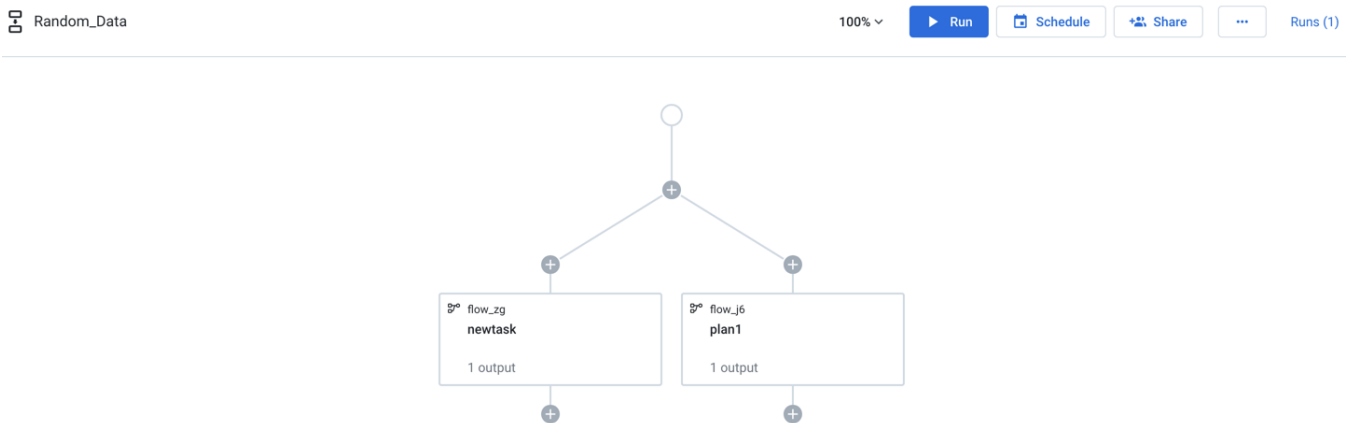 Random_Data
100%
Run
Schedule
Share
Runs (1)
flow_zg
newtask
1 output
flow_j6
plan1
1 output